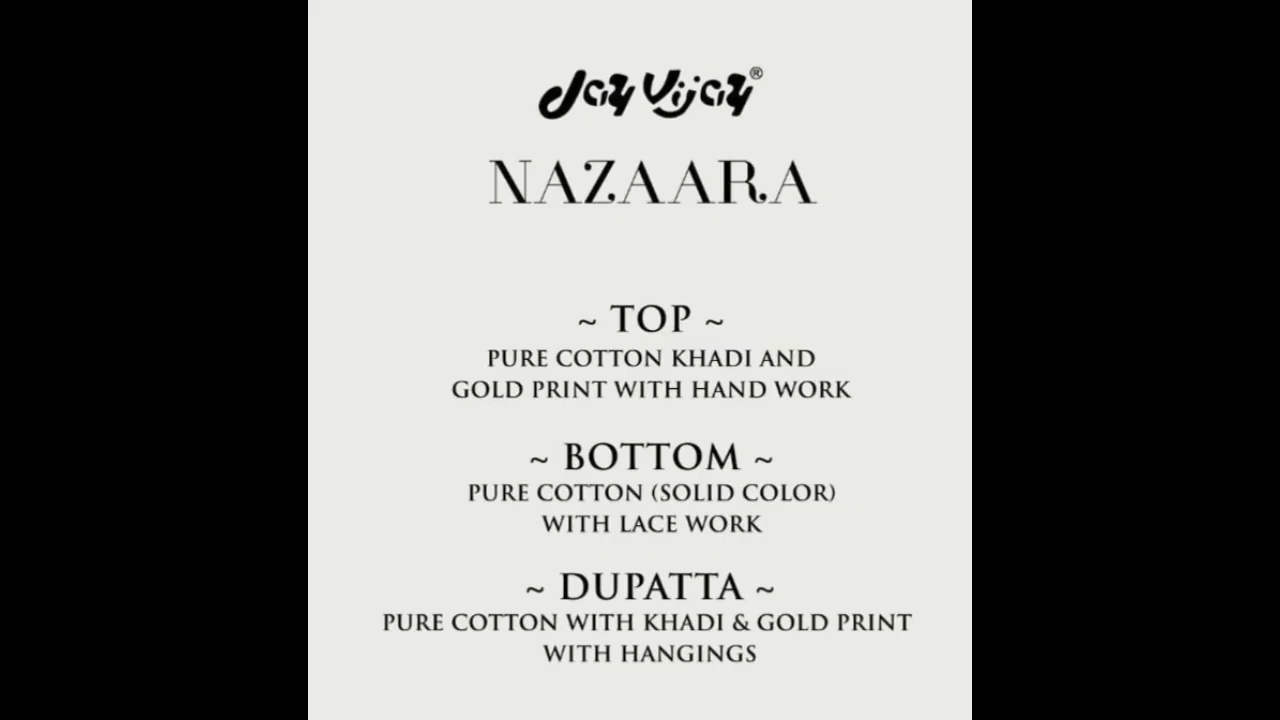 Jay Vijay®
NAZAARA
~ TOP ~
PURE COTTON KHADI AND
GOLD PRINT WITH HAND WORK
~ BOTTOM ~
PURE COTTON (SOLID COLOR)
WITH LACE WORK
~ DUPATTA ~
PURE COTTON WITH KHADI & GOLD PRINT
WITH HANGINGS